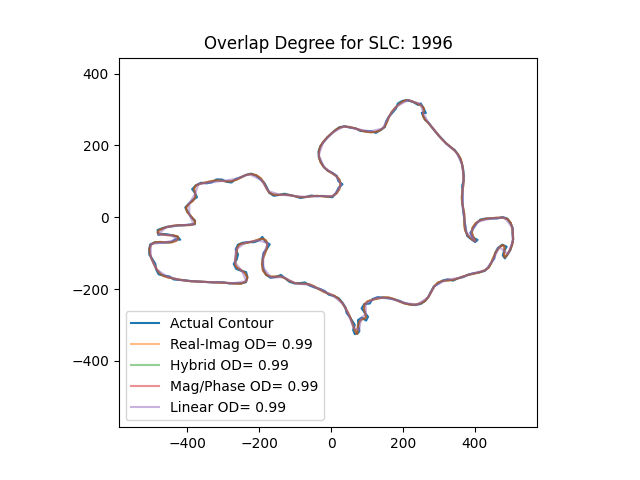 Overlap Degree for SLC: 1996
400
200
0
−200
−400
Actual Contour
Real-Imag OD= 0.99
Hybrid OD= 0.99
Mag/Phase OD= 0.99
Linear OD= 0.99
−400 −200 0 200 400